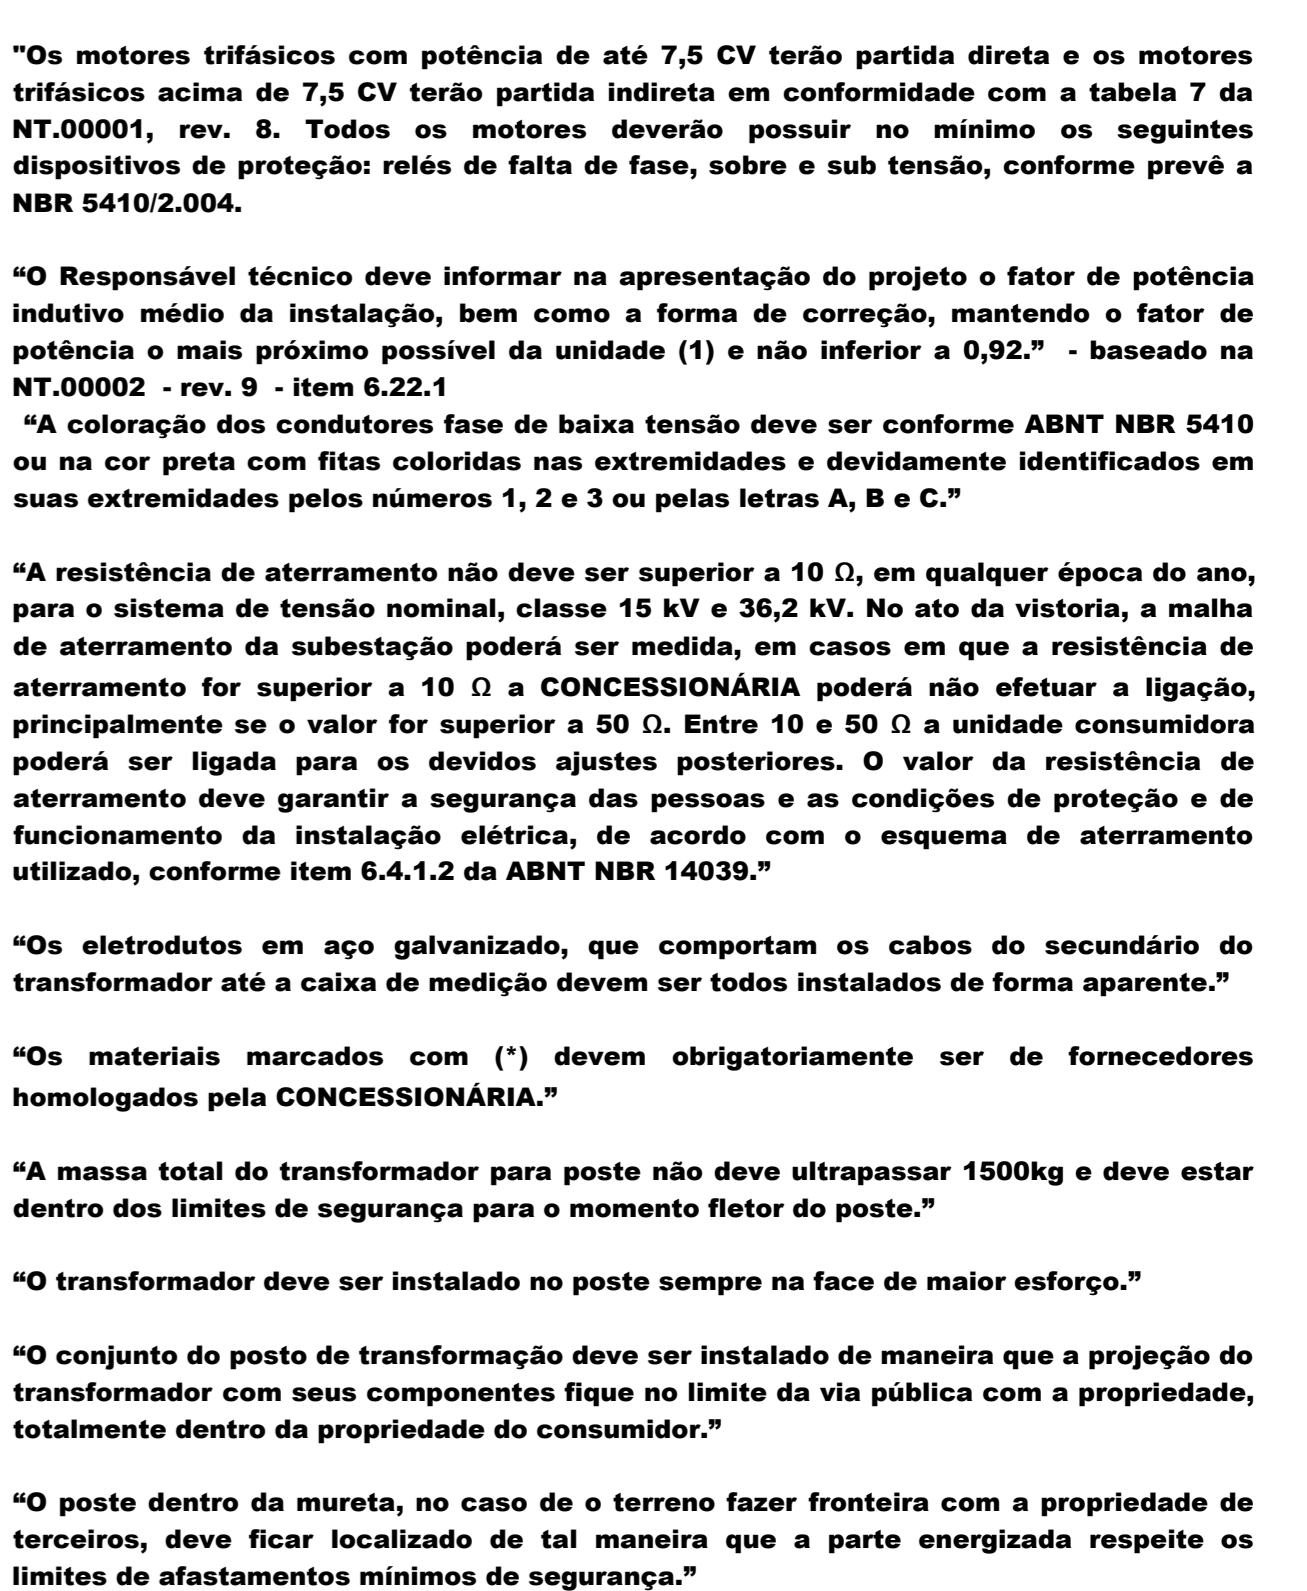 "Os motores trifásicos com potência de até 7,5 CV terão partida direta e os motores
trifásicos acima de 7,5 CV terão partida indireta em conformidade com a tabela 7 da
NT.00001, rev. 8. Todos os motores deverão possuir no mínimo os seguintes
dispositivos de proteção: relés de falta de fase, sobre e sub tensão, conforme prevê a
NBR 5410/2.004.
“O Responsável técnico deve informar na apresentação do projeto o fator de potência
indutivo médio da instalação, bem como a forma de correção, mantendo o fator de
potência o mais próximo possível da unidade (1) e não inferior a 0,92.” - baseado na
NT.00002 - rev. 9 - item 6.22.1
“A coloração dos condutores fase de baixa tensão deve ser conforme ABNT NBR 5410
ou na cor preta com fitas coloridas nas extremidades e devidamente identificados em
suas extremidades pelos números 1, 2 e 3 ou pelas letras A, B e C.”
“A resistência de aterramento não deve ser superior a 10 Ω, em qualquer época do ano,
para o sistema de tensão nominal, classe 15 kV e 36,2 kV. No ato da vistoria, a malha
de aterramento da subestação poderá ser medida, em casos em que a resistência de
aterramento for superior a 10 Ω a CONCESSIONÁRIA poderá não efetuar a ligação,
principalmente se o valor for superior a 50 Ω. Entre 10 e 50 Ω a unidade consumidora
poderá ser ligada para os devidos ajustes posteriores. O valor da resistência de
aterramento deve garantir a segurança das pessoas e as condições de proteção e de
funcionamento da instalação elétrica, de acordo com o esquema de aterramento
utilizado, conforme item 6.4.1.2 da ABNT NBR 14039.”
“Os eletrodutos em aço galvanizado, que comportam os cabos do secundário do
transformador até a caixa de medição devem ser todos instalados de forma aparente.”
“Os materiais marcados com (*) devem obrigatoriamente ser de fornecedores
homologados pela CONCESSIONÁRIA.”
“A massa total do transformador para poste não deve ultrapassar 1500kg e deve estar
dentro dos limites de segurança para o momento fletor do poste.”
“O transformador deve ser instalado no poste sempre na face de maior esforço.”
“O conjunto do posto de transformação deve ser instalado de maneira que a projeção do
transformador com seus componentes fique no limite da via pública com a propriedade,
totalmente dentro da propriedade do consumidor.”
“O poste dentro da mureta, no caso de o terreno fazer fronteira com a propriedade de
terceiros, deve ficar localizado de tal maneira que a parte energizada respeite os
limites de afastamentos mínimos de segurança.”